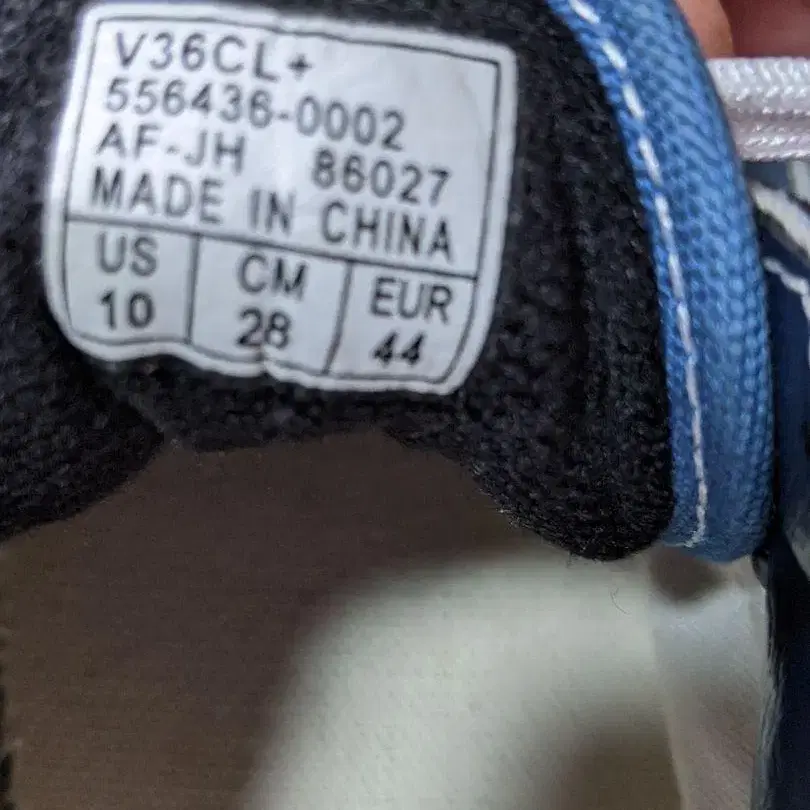 V36CL+
556436-0002
AF-JH 86027
MADE IN CHINA
US CM EUR
10 28 44